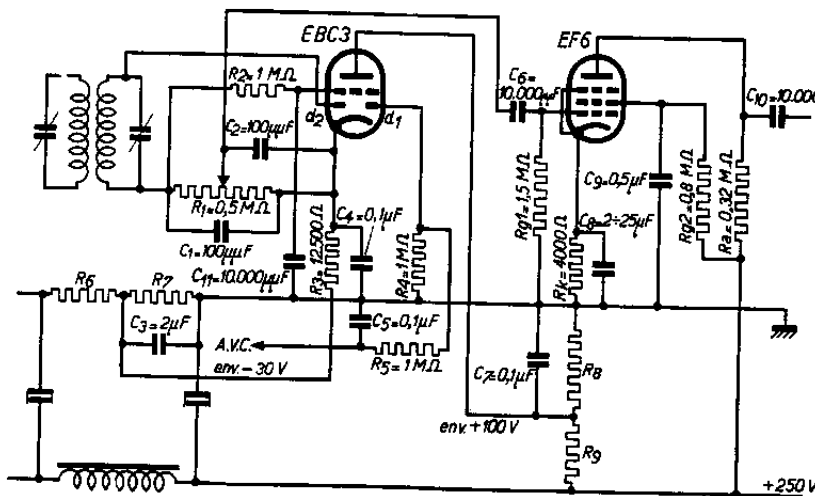 EBC3
EF6
R2=1 MΩ
C6=
10.000μμF
C10=10.000
d2
d1
C2=100μμF
R1=0,5 MΩ
C1=
100μμF
C11=10.000μμF
R3=12.500Ω
C4=0,1μF
R4=1MΩ
Rg1=1,5 MΩ
Rk=4000Ω
C8=2÷25μF
C9=0,5μF
Rg2=0,8 MΩ
Ra=0,32 MΩ
R6
R7
C3=2μF
C5=0,1μF
A.V.C.
env.-30 V
R5=1MΩ
C7=0,1μF
R8
env.+100 V
R9
+250 V